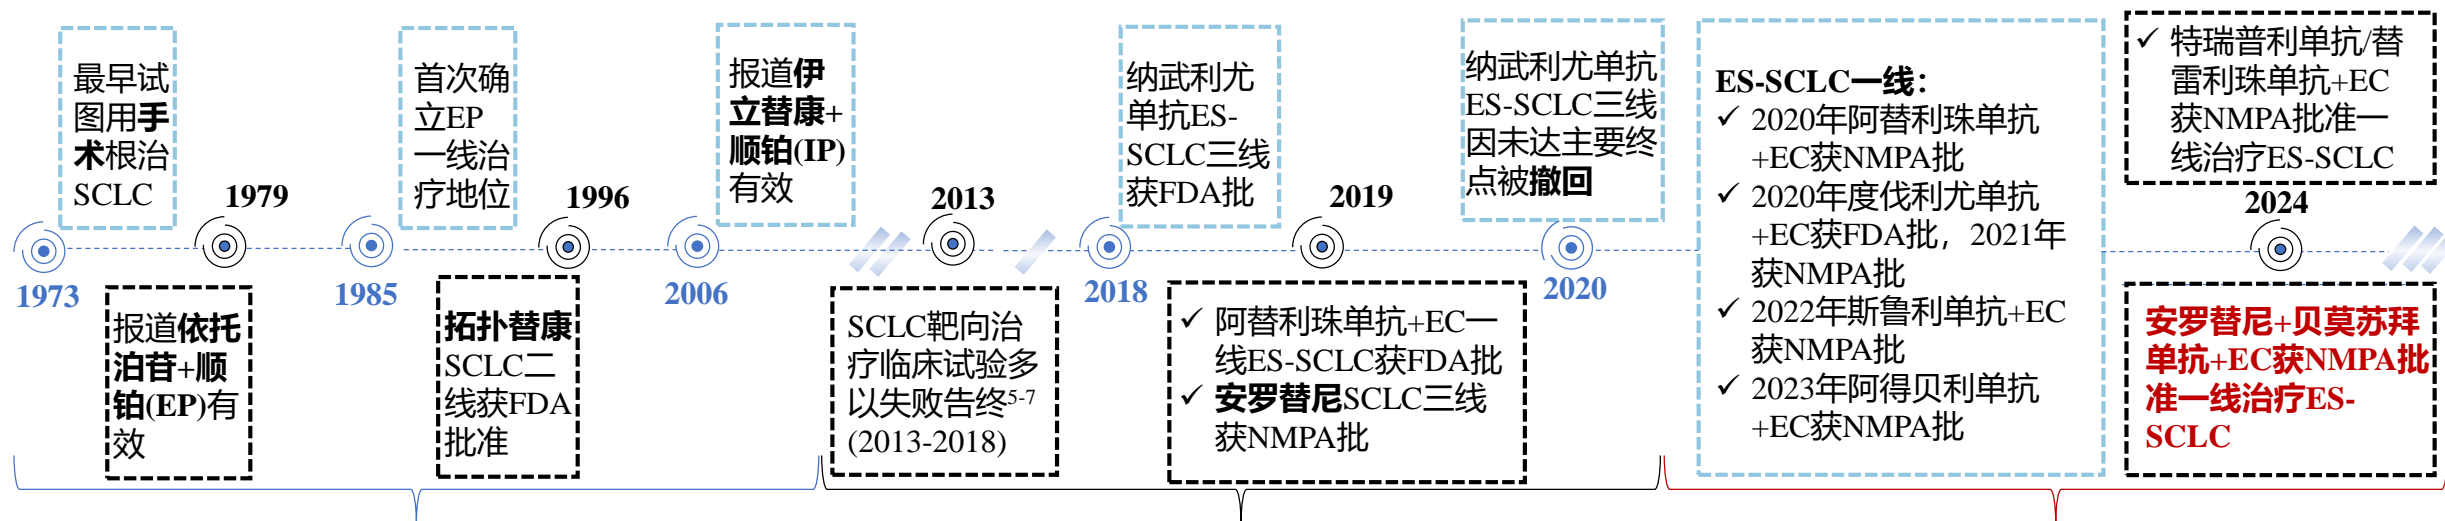 最早试
图用手
术根治
SCLC
1973
1979
报道依托
泊苷+顺
铂(EP)有
效
首次确
立EP
一线治
疗地位
1985
1996
拓扑替康
SCLC二
线获FDA
批准
报道伊
立替康+
顺铂(IP)
有效
2006
2013
SCLC靶向治
疗临床试验多
以失败告终5-7
(2013-2018)
纳武利尤
单抗ES-
SCLC三线
获FDA批
2018
2019
✓ 阿替利珠单抗+EC一
线ES-SCLC获FDA批
✓ 安罗替尼SCLC三线
获NMPA批
纳武利尤单抗
ES-SCLC三线
因未达主要终
点被撤回
2020
ES-SCLC一线：
✓ 2020年阿替利珠单抗
+EC获NMPA批
✓ 2020年度伐利尤单抗
+EC获FDA批，2021年
获NMPA批
✓ 2022年斯鲁利单抗+EC
获NMPA批
✓ 2023年阿得贝利单抗
+EC获NMPA批
✓ 特瑞普利单抗/替
雷利珠单抗+EC
获NMPA批准一
线治疗ES-SCLC
2024
安罗替尼+贝莫苏拜
单抗+EC获NMPA批
准一线治疗ES-
SCLC